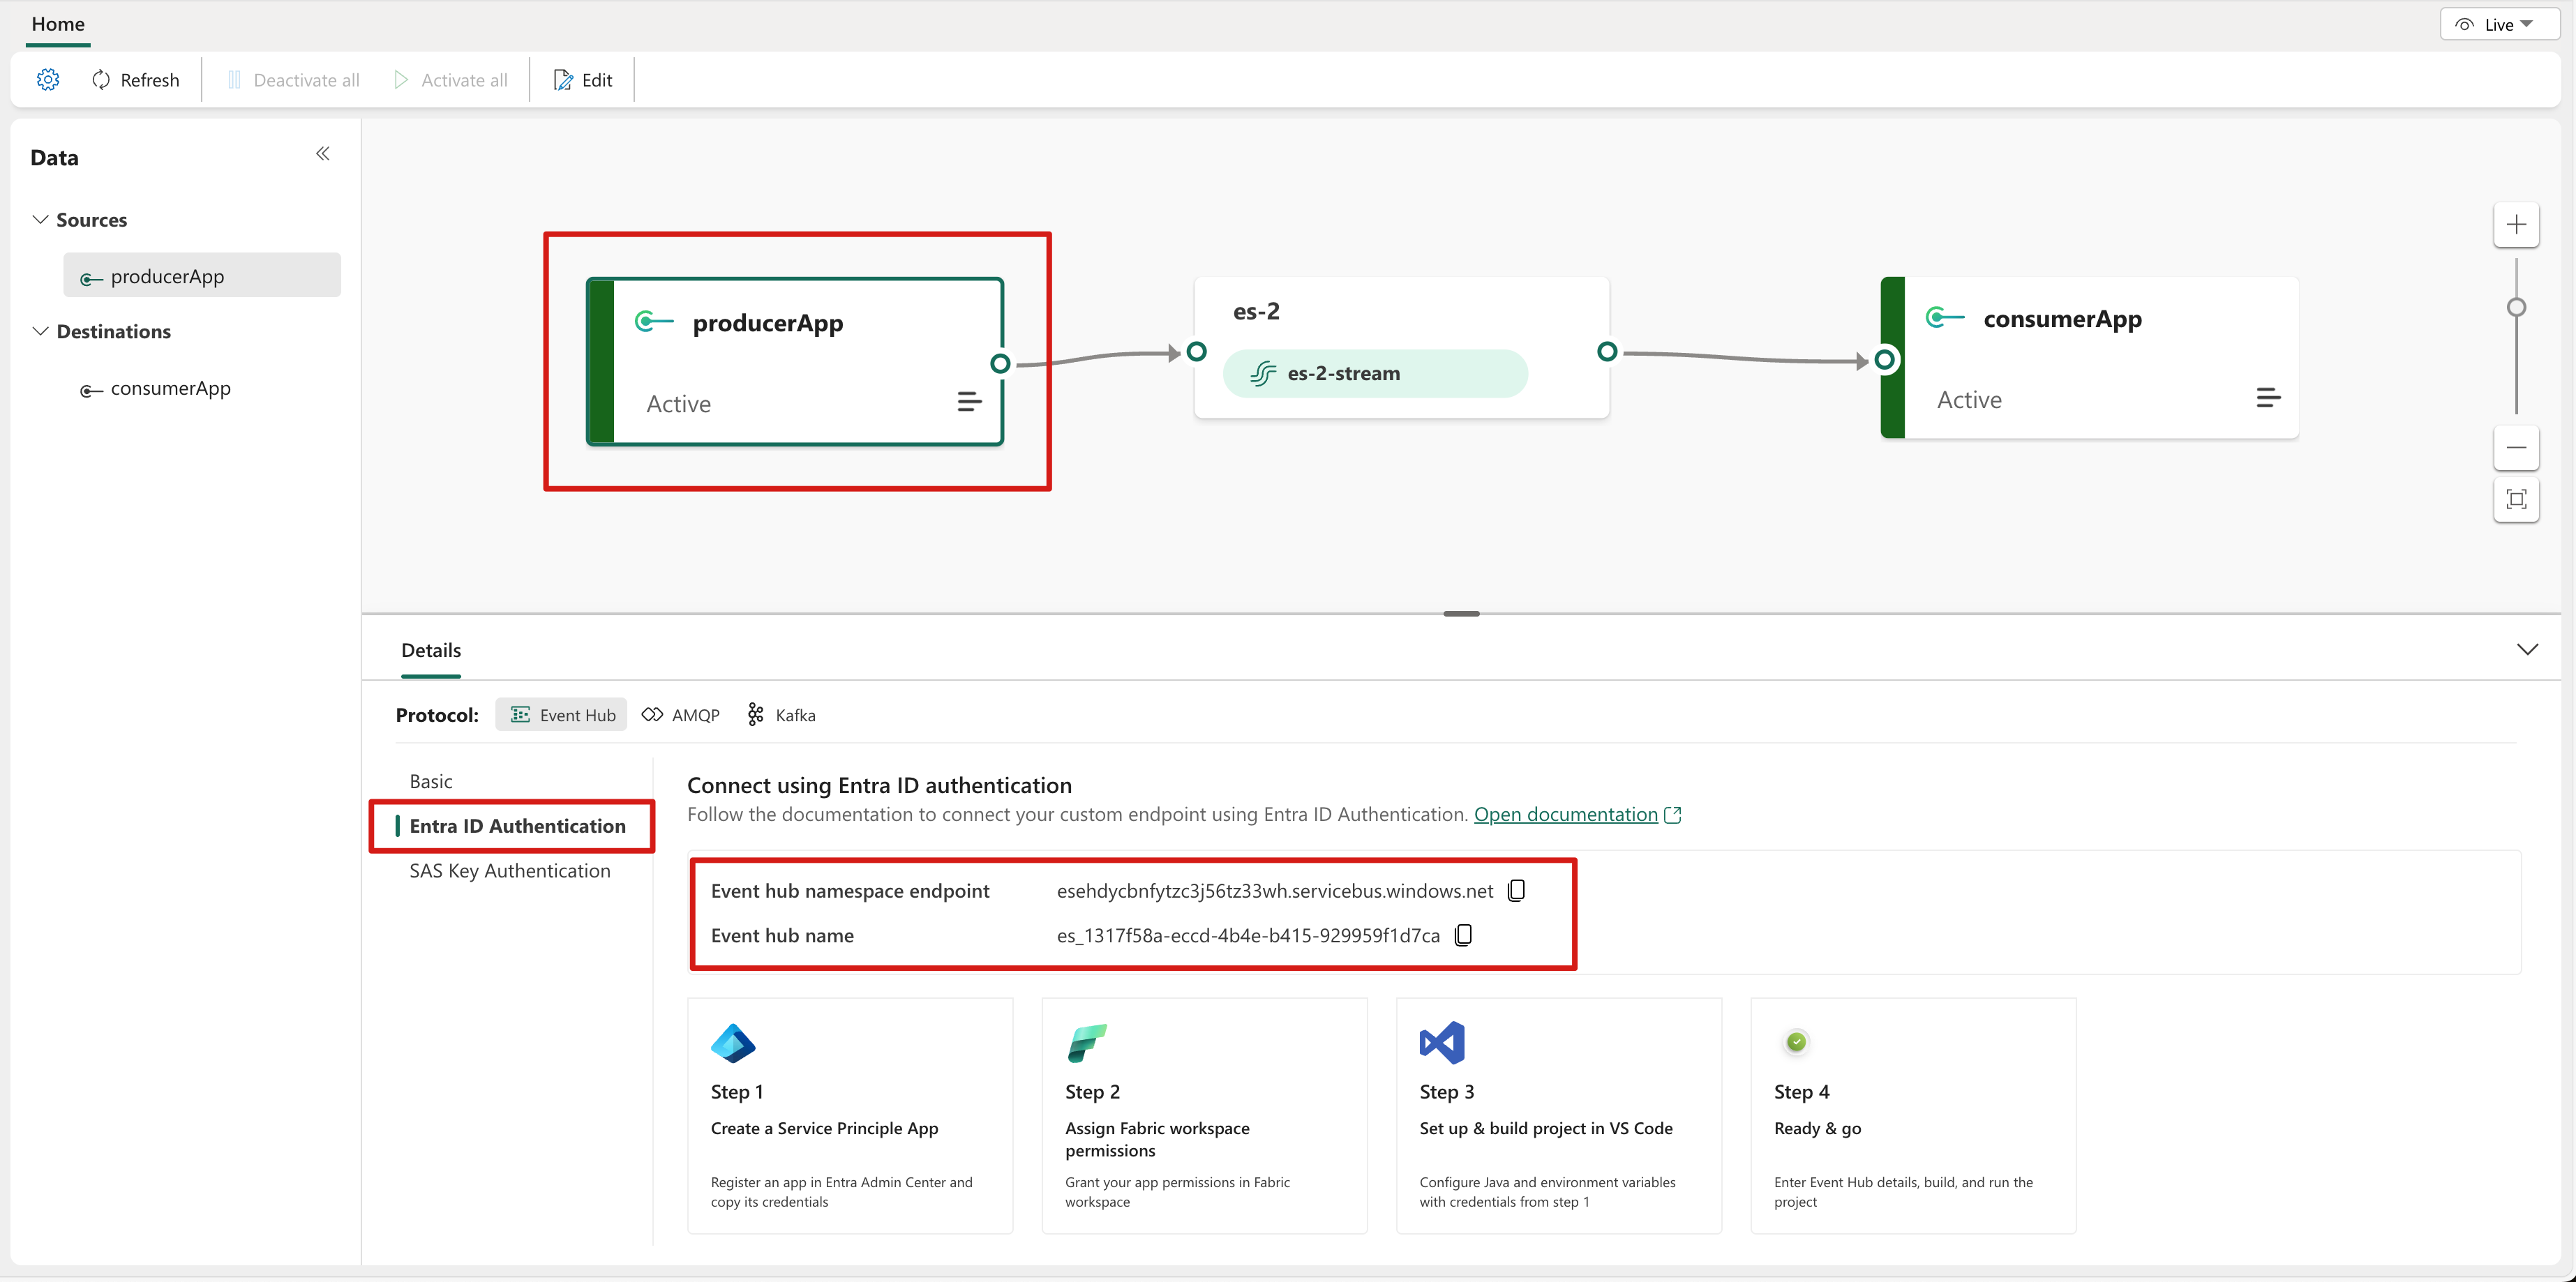 Home
Live
Refresh
Deactivate all
Activate all
Edit
Data
Sources
producerApp
Destinations
consumerApp
producerApp
Active
es-2
es-2-stream
consumerApp
Active
Details
Protocol:
Event Hub
AMQP
Kafka
Basic
Entra ID Authentication
SAS Key Authentication
Connect using Entra ID authentication
Follow the documentation to connect your custom endpoint using Entra ID Authentication. Open documentation
Event hub namespace endpoint
esehdycbnfytzc3j56tz33wh.servicebus.windows.net
Event hub name
es_1317f58a-eccd-4b4e-b415-929959f1d7ca
Step 1
Create a Service Principle App
Register an app in Entra Admin Center and
copy its credentials
Step 2
Assign Fabric workspace
permissions
Grant your app permissions in Fabric
workspace
Step 3
Set up & build project in VS Code
Configure Java and environment variables
with credentials from step 1
Step 4
Ready & go
Enter Event Hub details, build, and run the
project